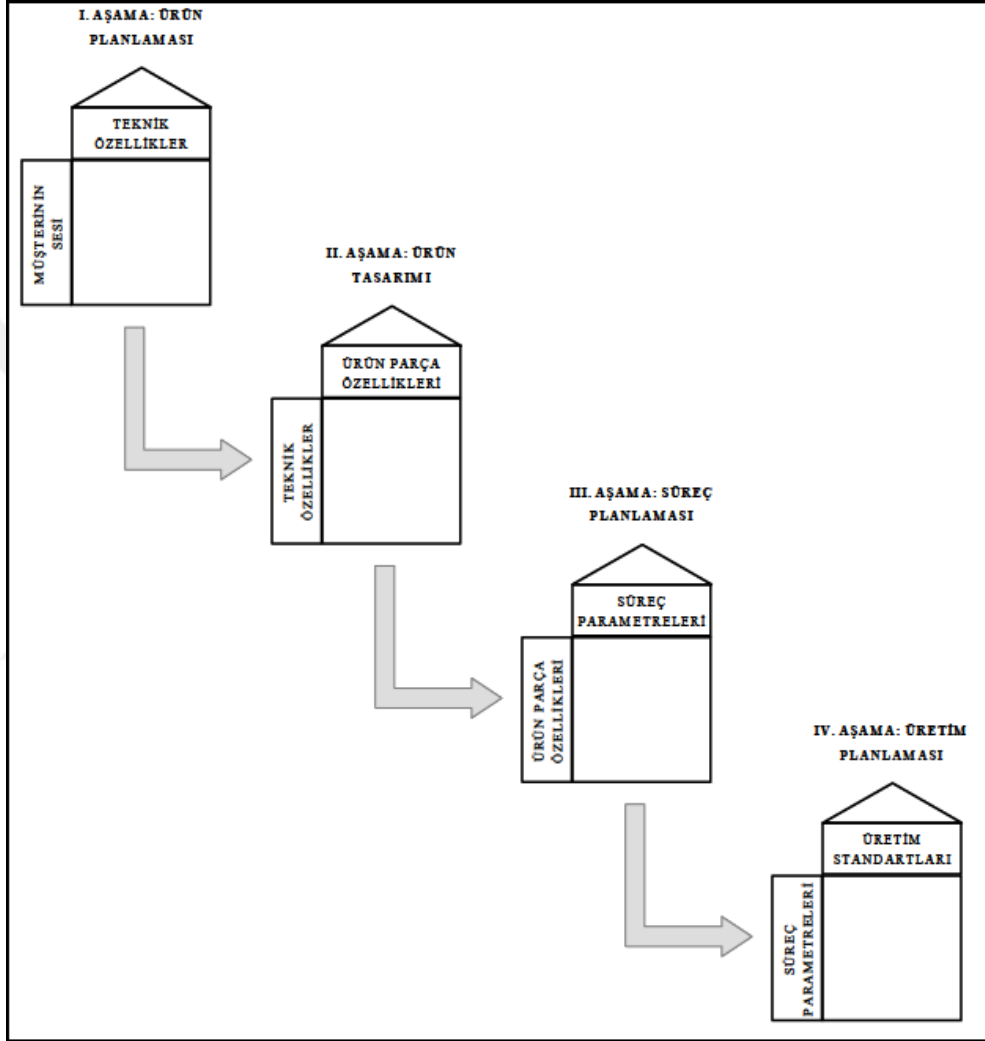 I. AŞAMA: ÜRÜN
PLANLAMASI
TEKNİK
ÖZELLİKLER
MÜŞTERİNİN
SESİ
II. AŞAMA: ÜRÜN
TASARIMI
ÜRÜN PARÇA
ÖZELLİKLERİ
TEKNİK
ÖZELLİKLER
III. AŞAMA: SÜREÇ
PLANLAMASI
SÜREÇ
PARAMETRELERİ
ÜRÜN PARÇA
ÖZELLİKLERİ
IV. AŞAMA: ÜRETİM
PLANLAMASI
ÜRETİM
STANDARTLARI
SÜREÇ
PARAMETRELERİ